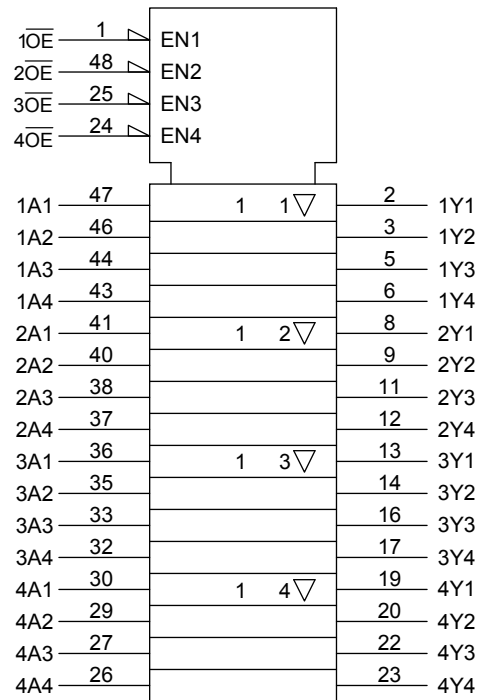 1O̅E̅ 1 EN1
2O̅E̅ 48 EN2
3O̅E̅ 25 EN3
4O̅E̅ 24 EN4
1A1 47 1 1▽ 2 1Y1
1A2 46 3 1Y2
1A3 44 5 1Y3
1A4 43 6 1Y4
2A1 41 1 2▽ 8 2Y1
2A2 40 9 2Y2
2A3 38 11 2Y3
2A4 37 12 2Y4
3A1 36 1 3▽ 13 3Y1
3A2 35 14 3Y2
3A3 33 16 3Y3
3A4 32 17 3Y4
4A1 30 1 4▽ 19 4Y1
4A2 29 20 4Y2
4A3 27 22 4Y3
4A4 26 23 4Y4